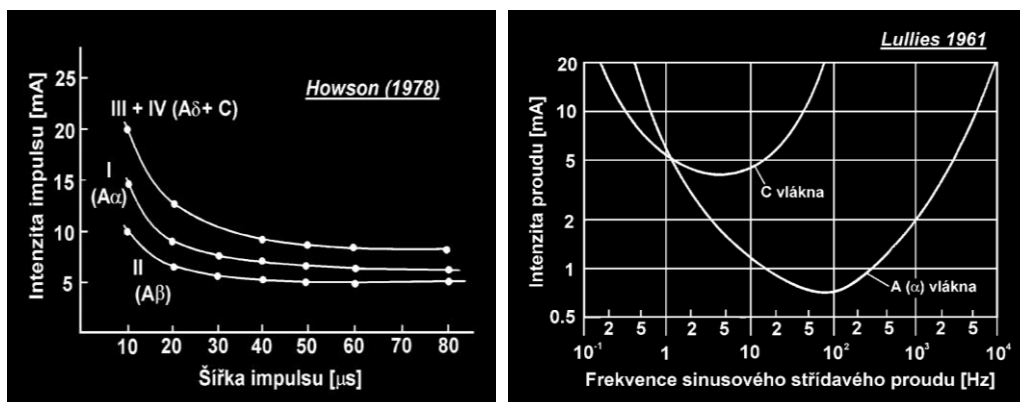 Howson (1978)
Intenzita impulsu [mA]
25
20
15
10
5
III + IV (Aδ+ C)
I
(Aα)
II
(Aβ)
10 20 30 40 50 60 70 80
Šířka impulsu [μs]
Lullies 1961
Intenzita proudu [mA]
20
10
5
2
1
0.5
C vlákna
A (α) vlákna
2 5 2 5 2 5 2 5 2 5
10⁻¹ 1 10 10² 10³ 10⁴
Frekvence sinusového střídavého proudu [Hz]